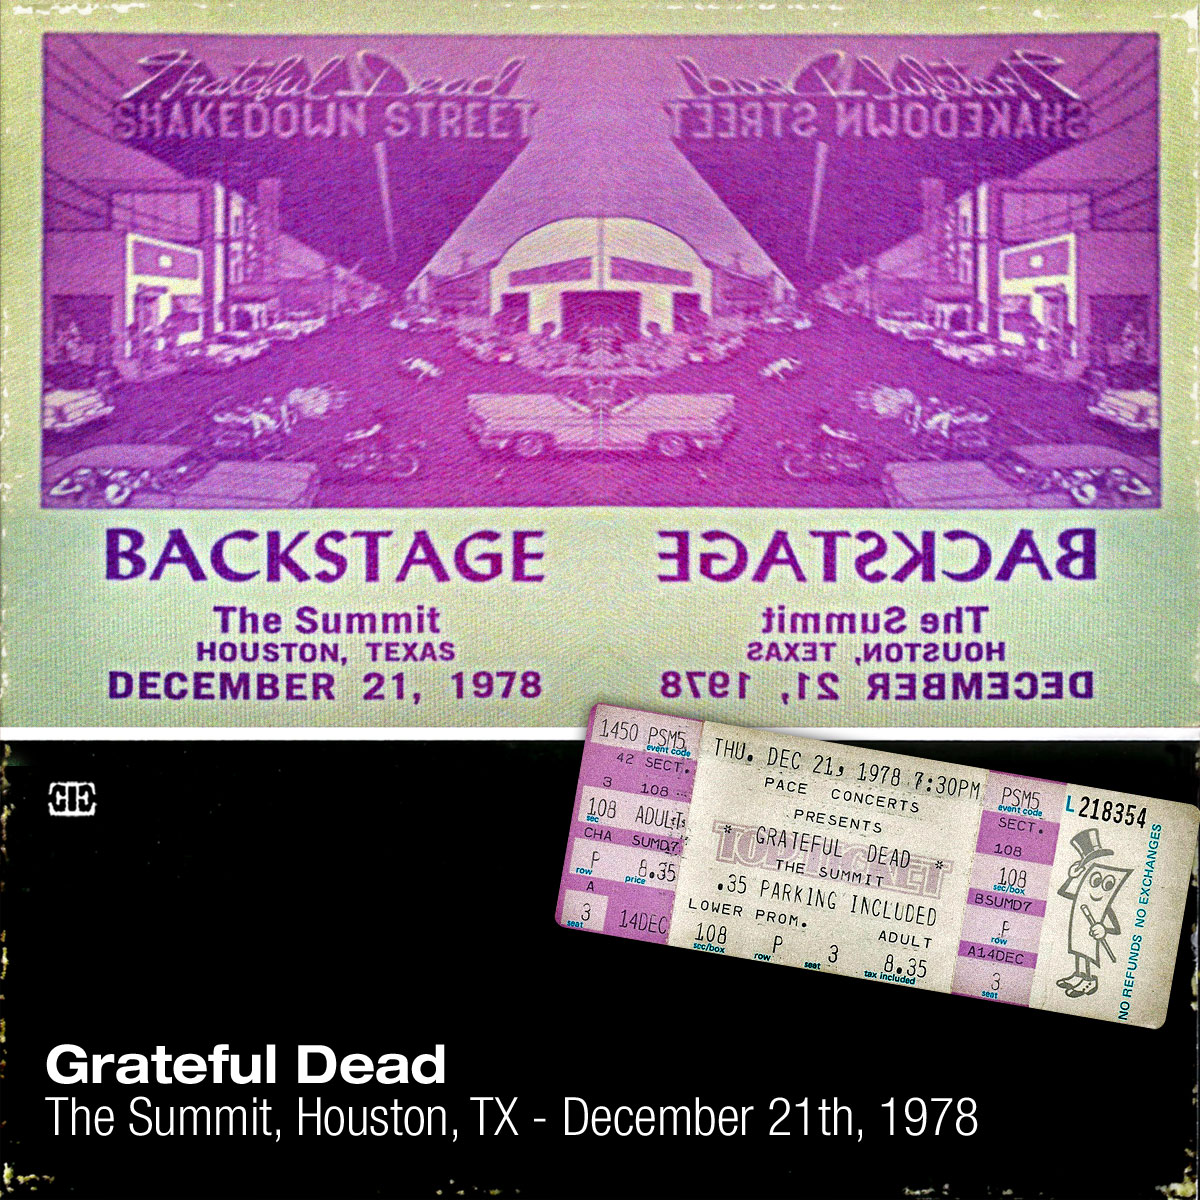 Grateful Dead
SHAKEDOWN STREET
Grateful Dead
SHAKEDOWN STREET
BACKSTAGE
The Summit
HOUSTON, TEXAS
DECEMBER 21, 1978
BACKSTAGE
The Summit
HOUSTON, TEXAS
DECEMBER 21, 1978
1450 PSM5
event code
42 SECT.
3 108
108 ADULT
sec
CHA SUMD7
P 8.35
row price
A
3 14DEC
seat
THU. DEC 21, 1978 7:30PM
PACE CONCERTS
PRESENTS
* GRATEFUL DEAD *
THE SUMMIT
.35 PARKING INCLUDED
LOWER PROM. ADULT
108 P 3 8.35
sec/box row seat tax included
PSM5
event code
SECT.
108
108
sec/box
BSUMD7
P
row
A14DEC
3
seat
L218354
NO REFUNDS NO EXCHANGES
Grateful Dead
The Summit, Houston, TX - December 21th, 1978